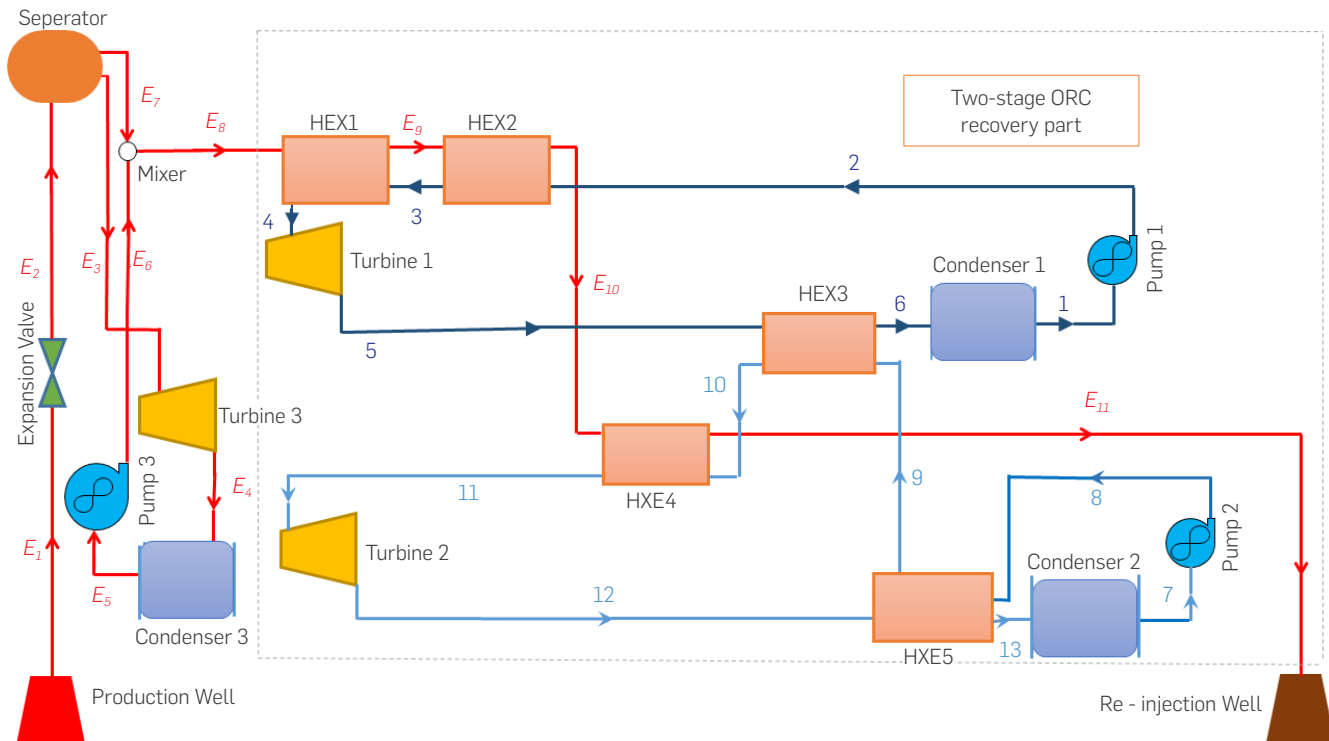 Seperator
E7
E8
Mixer
HEX1
E9
HEX2
Two-stage ORC
recovery part
2
3
4
Turbine 1
Pump 1
E2
E3
E6
E10
HEX3
6
Condenser 1
1
5
Expansion Valve
10
E11
Turbine 3
Pump 3
E4
11
HXE4
9
8
Pump 2
E1
E5
Condenser 3
Turbine 2
Condenser 2
7
12
HXE5
13
Production Well
Re - injection Well